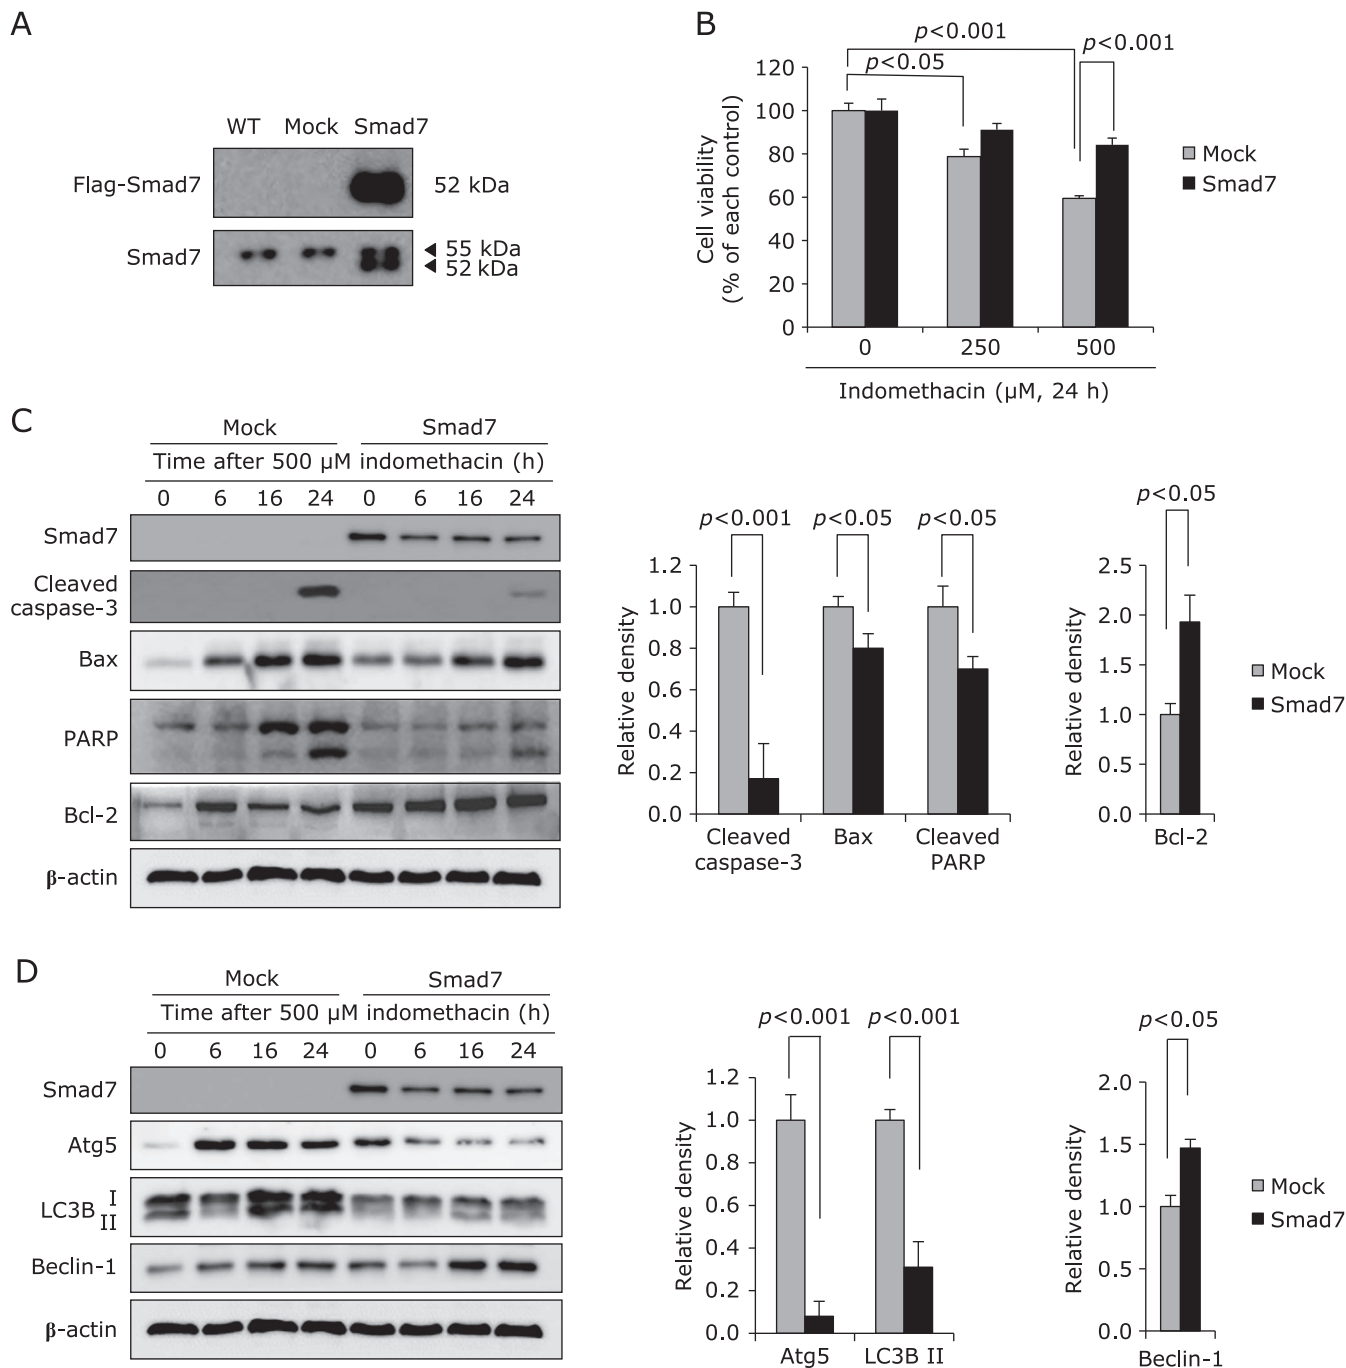 A
WT Mock Smad7
Flag-Smad7
52 kDa
Smad7
55 kDa
52 kDa
B
p<0.001
p<0.001
p<0.05
Cell viability
(% of each control)
120
100
80
60
40
20
0
0 250 500
Indomethacin (µM, 24 h)
Mock
Smad7
C
Mock Smad7
Time after 500 µM indomethacin (h)
0 6 16 24 0 6 16 24
Smad7
Cleaved
caspase-3
Bax
PARP
Bcl-2
β-actin
p<0.001 p<0.05 p<0.05
Relative density
1.2
1.0
0.8
0.6
0.4
0.2
0.0
Cleaved
caspase-3
Bax
Cleaved
PARP
p<0.05
Relative density
2.5
2.0
1.5
1.0
0.5
0.0
Bcl-2
Mock
Smad7
D
Mock Smad7
Time after 500 µM indomethacin (h)
0 6 16 24 0 6 16 24
Smad7
Atg5
LC3B
I
II
Beclin-1
β-actin
p<0.001 p<0.001
Relative density
1.2
1.0
0.8
0.6
0.4
0.2
0.0
Atg5 LC3B II
p<0.05
Relative density
2.0
1.5
1.0
0.5
0.0
Beclin-1
Mock
Smad7